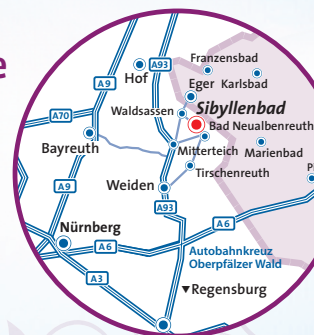 e
A93
Franzensbad
Hof
A9
Eger
Karlsbad
Waldsassen
Sibyllenbad
A70
Bad Neualbenreuth
Bayreuth
Mitterteich
Marienbad
Tirschenreuth
A9
Weiden
A93
A6
Nürnberg
A6
Autobahnkreuz
Oberpfälzer Wald
A3
▼Regensburg